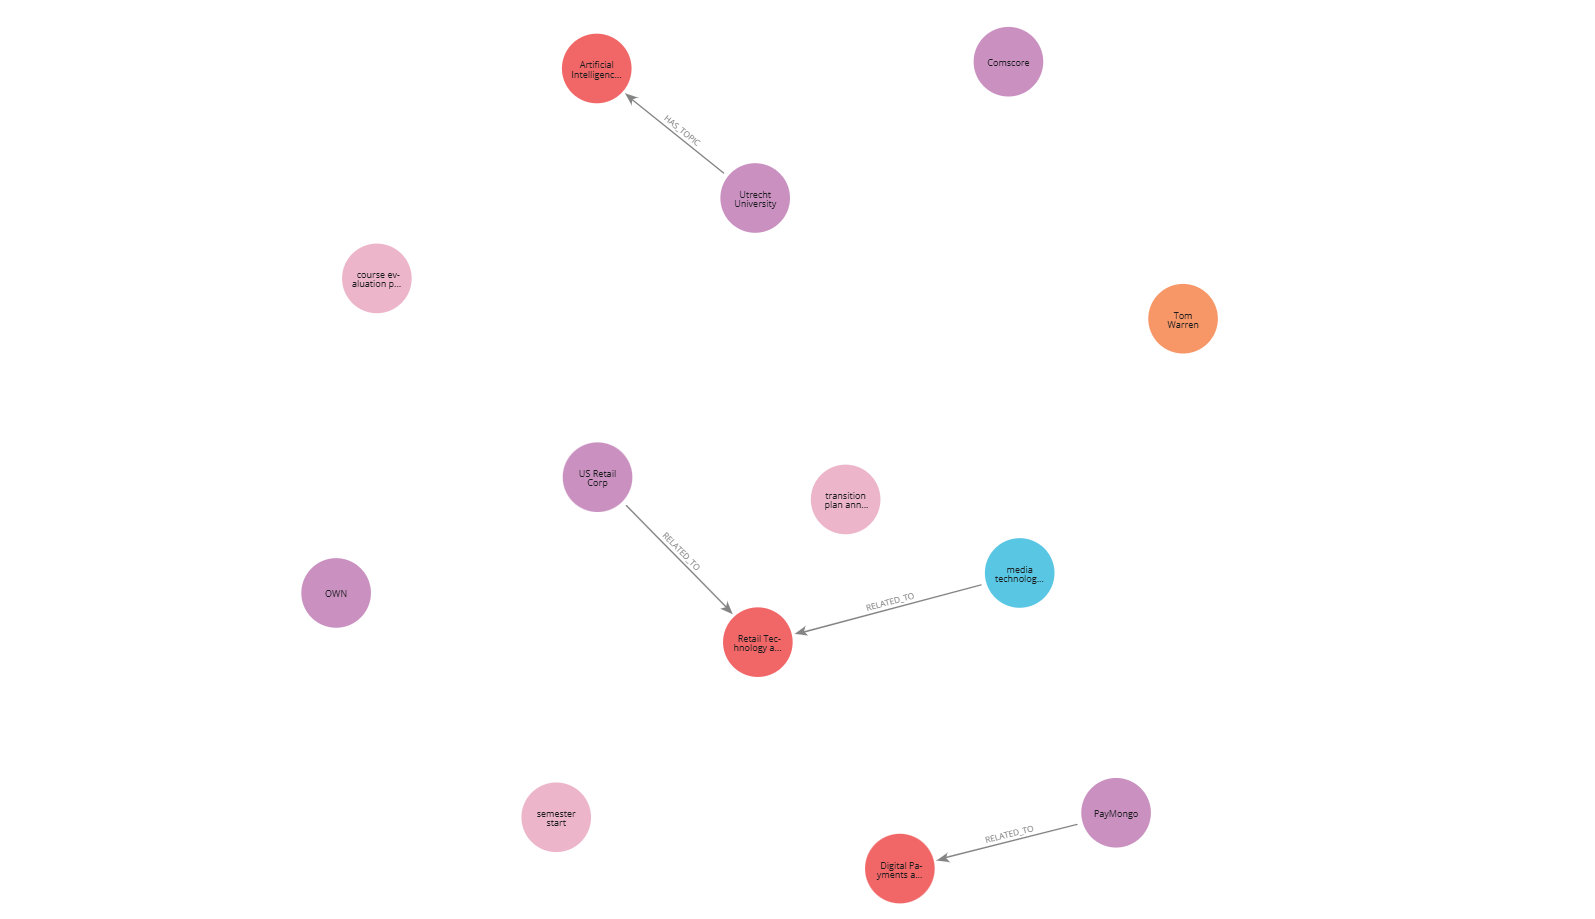 Artificial
Intelligenc...
Comscore
HAS_TOPIC
Utrecht
University
course ev-
aluation p...
Tom
Warren
US Retail
Corp
transition
plan ann...
RELATED_TO
media
technolog...
OWN
RELATED_TO
Retail Tec-
hnology a...
semester
start
PayMongo
RELATED_TO
Digital Pa-
yments a...